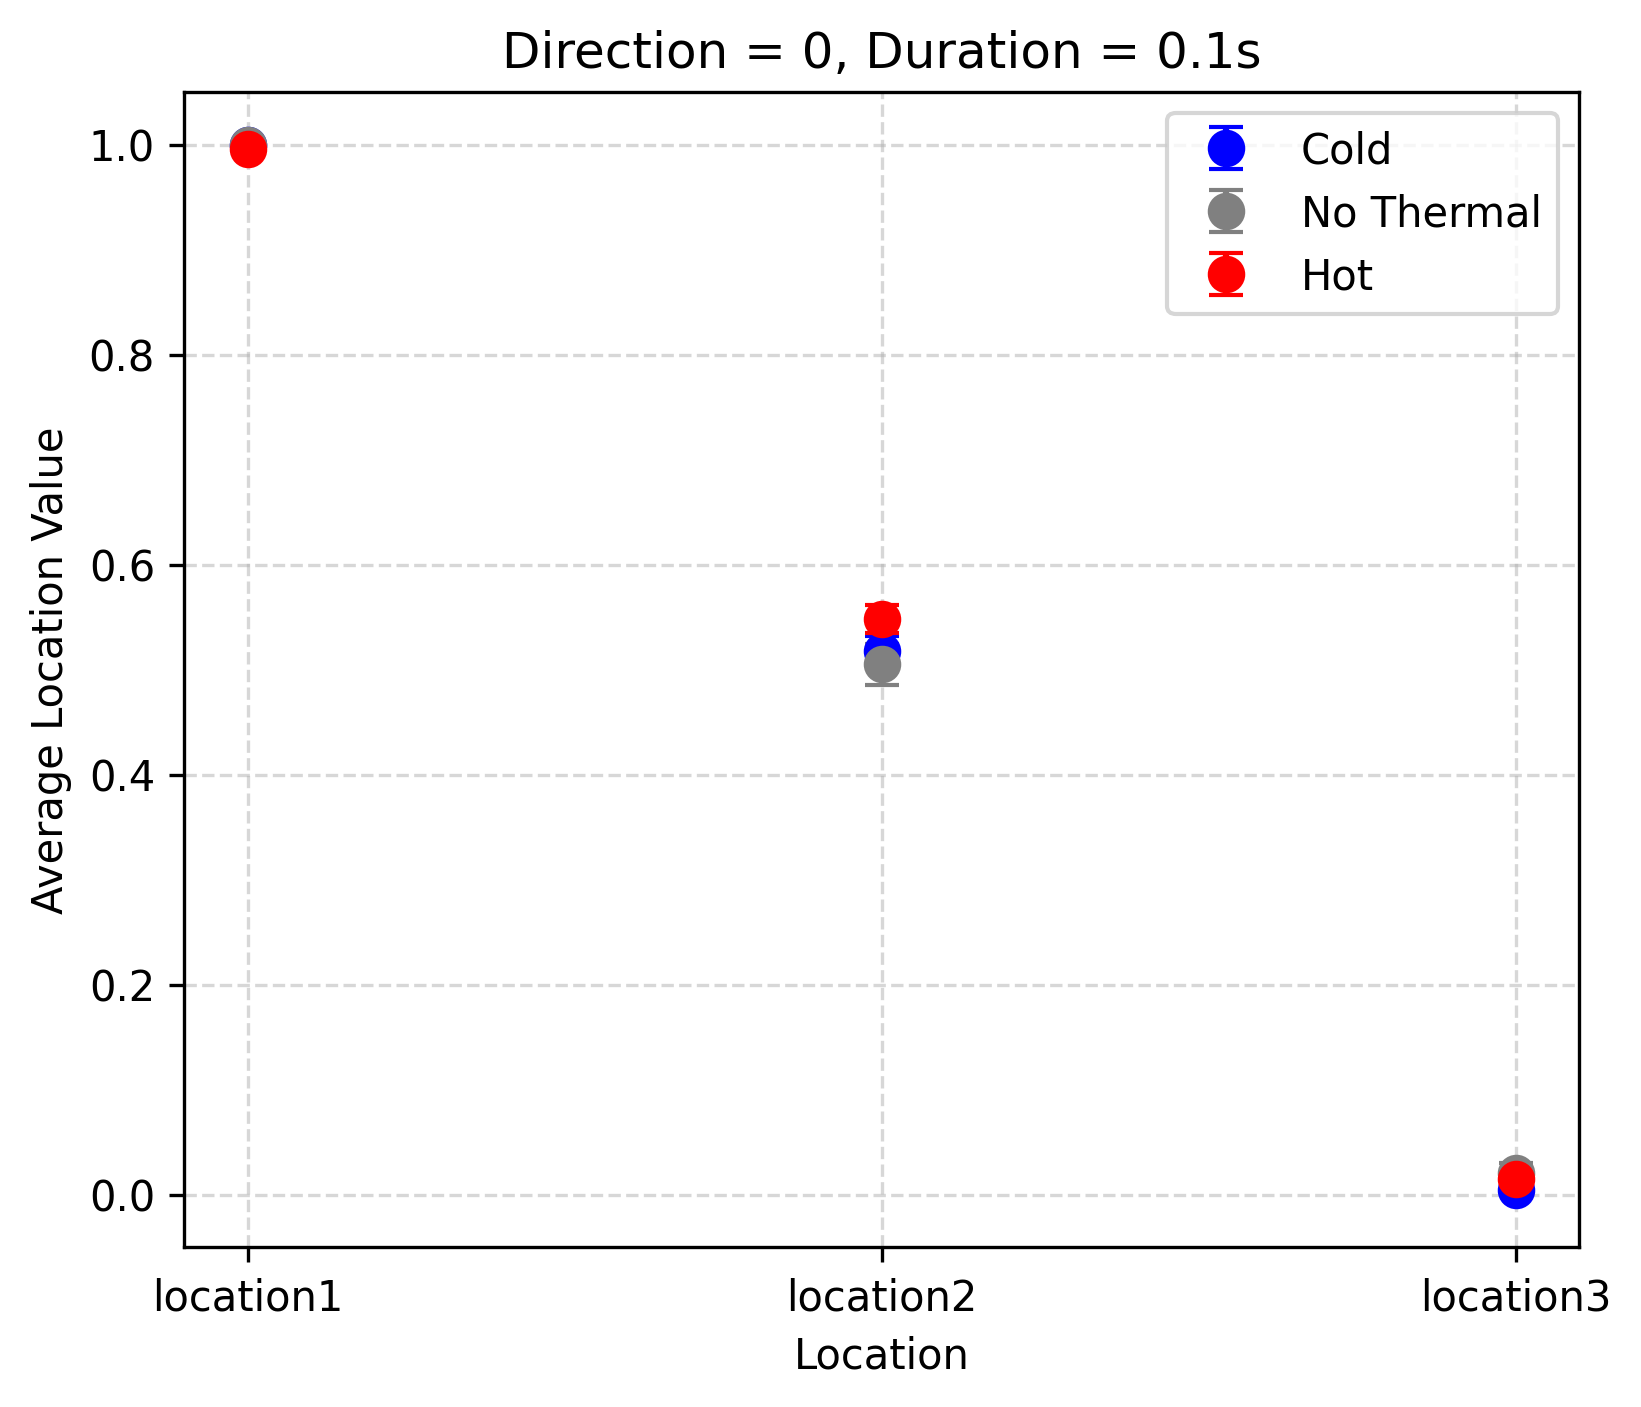 Direction = 0, Duration = 0.1s
Cold
No Thermal
Hot
1.0
0.8
0.6
0.4
0.2
0.0
Average Location Value
location1
location2
location3
Location